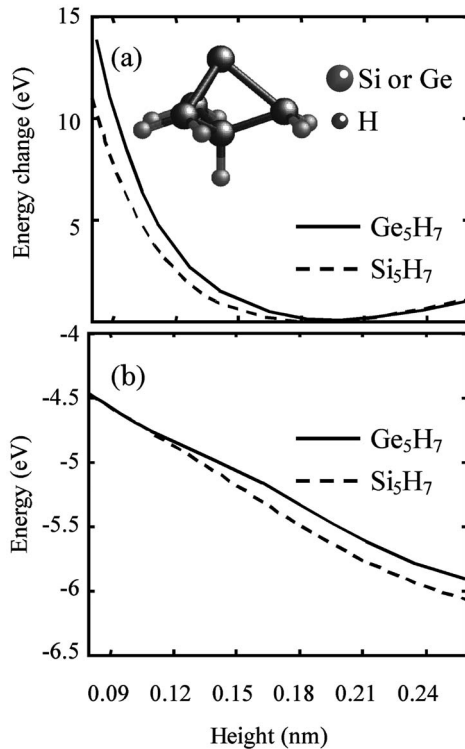 (a)
Si or Ge
H
15
10
5
Energy change (eV)
Ge5H7
Si5H7
(b)
-4
-4.5
-5
-5.5
-6
-6.5
Energy (eV)
Ge5H7
Si5H7
0.09 0.12 0.15 0.18 0.21 0.24
Height (nm)